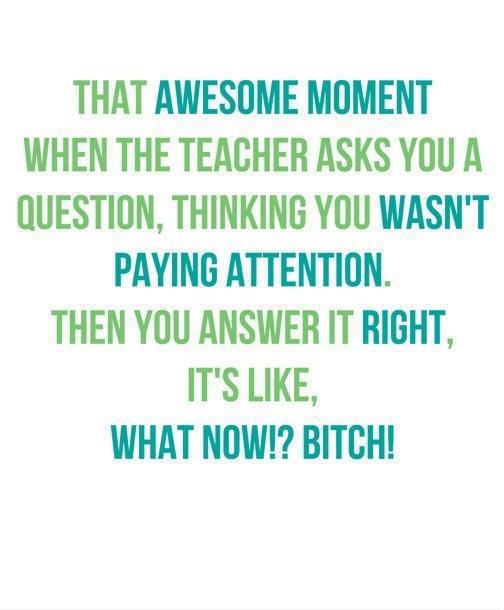 THAT AWESOME MOMENT
WHEN THE TEACHER ASKS YOU A
QUESTION, THINKING YOU WASN'T
PAYING ATTENTION.
THEN YOU ANSWER IT RIGHT,
IT'S LIKE,
WHAT NOW!? BITCH!